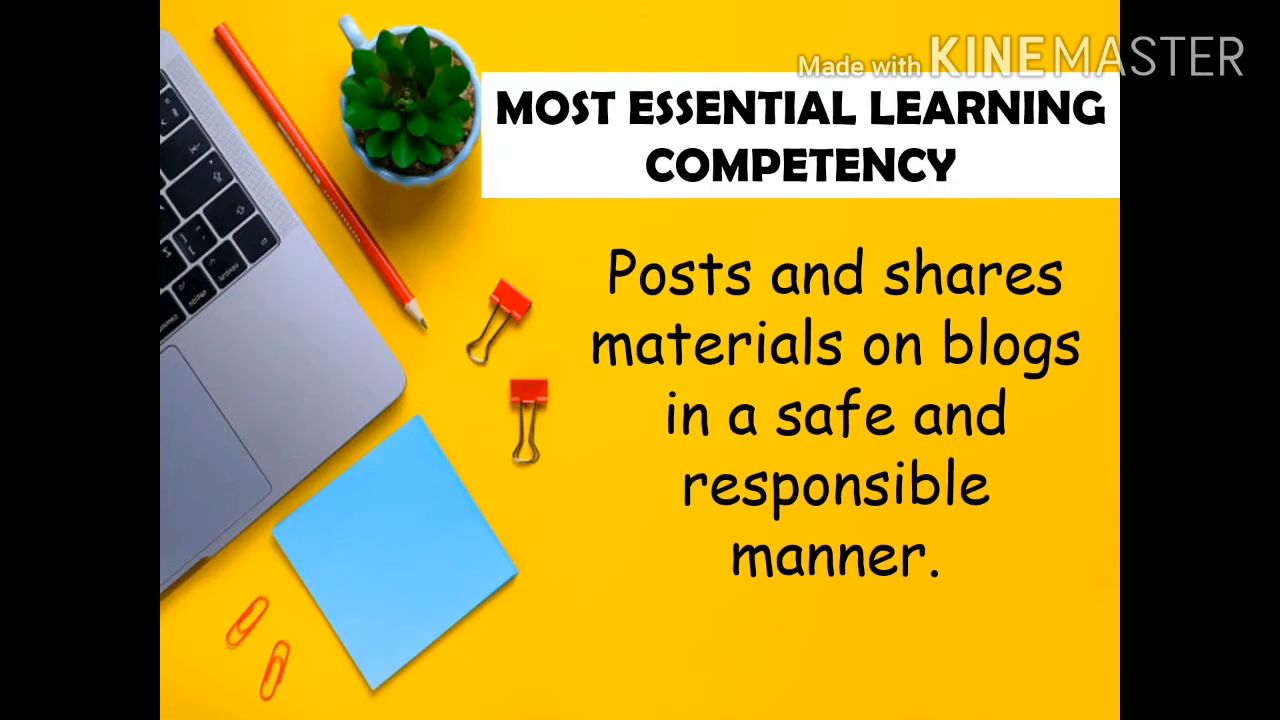 Made with KINEMASTER
MOST ESSENTIAL LEARNING
COMPETENCY
Posts and shares
materials on blogs
in a safe and
responsible
manner.